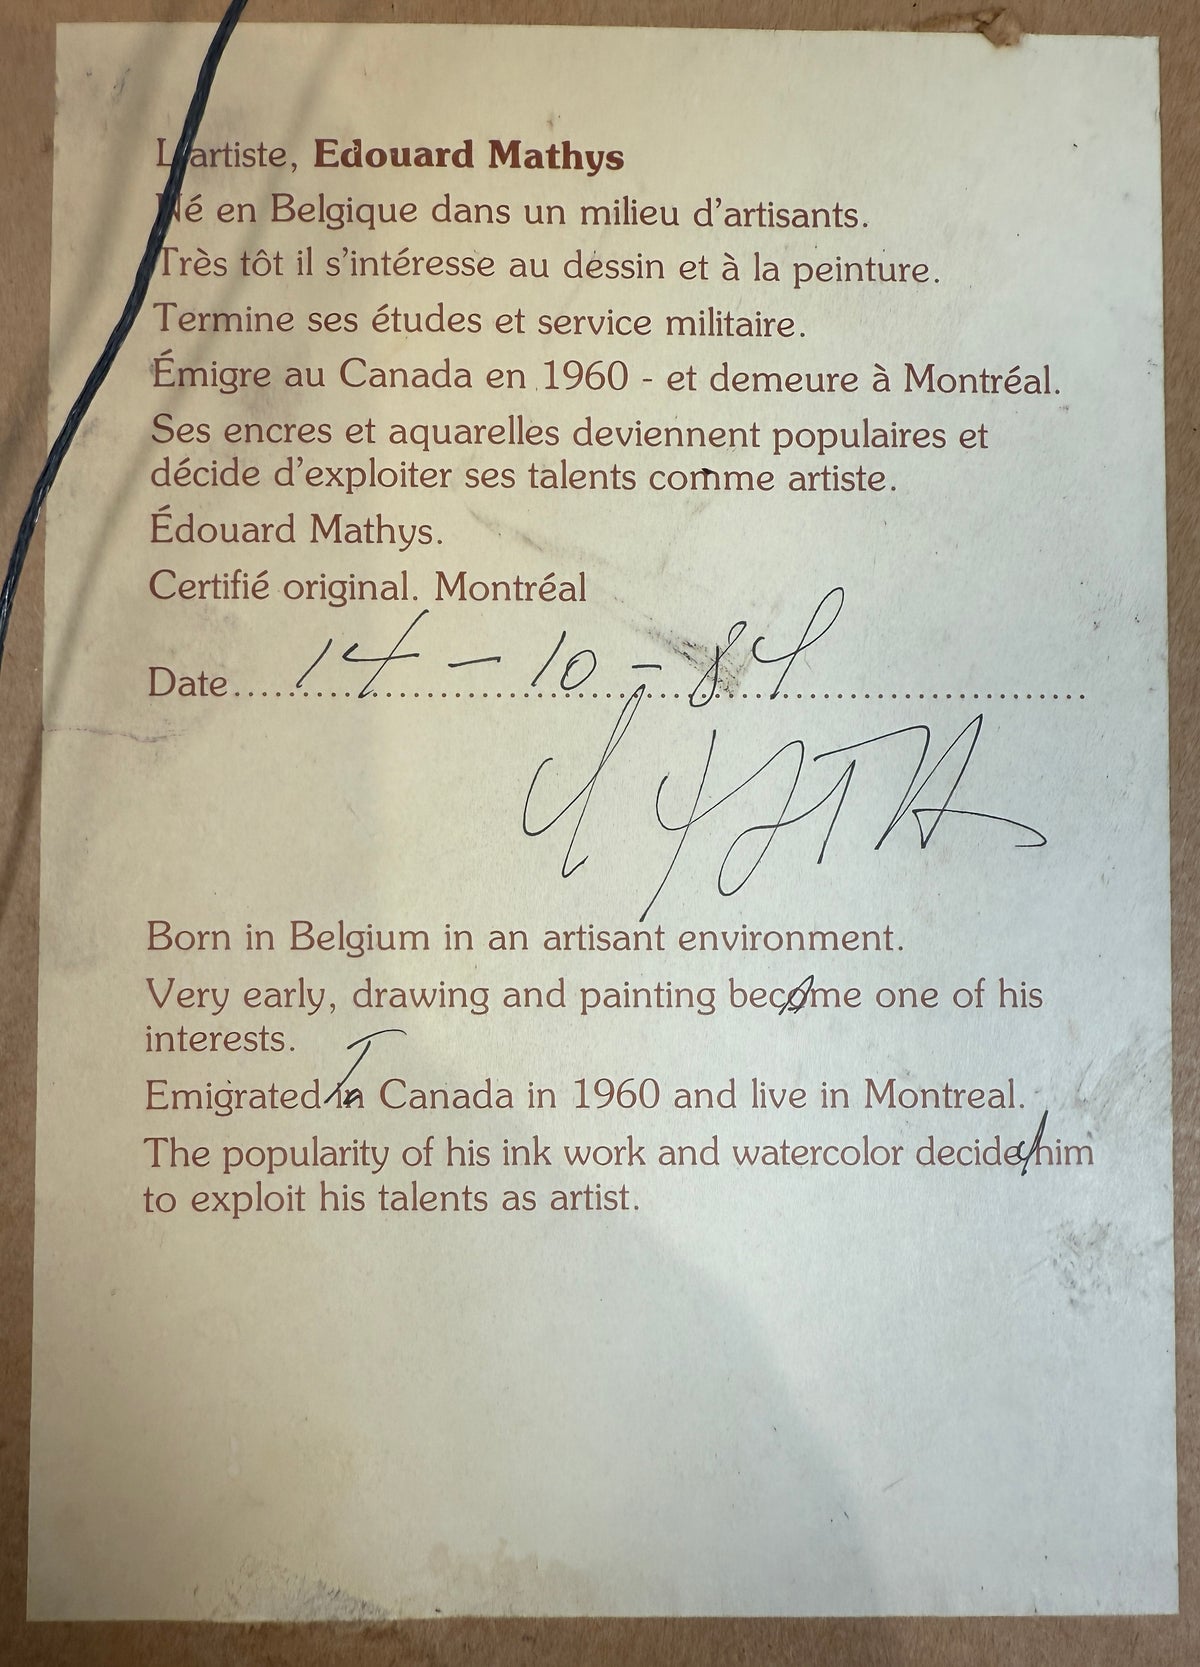 L'artiste, Edouard Mathys
Né en Belgique dans un milieu d'artisants.
Très tôt il s'intéresse au dessin et à la peinture.
Termine ses études et service militaire.
Émigre au Canada en 1960 - et demeure à Montréal.
Ses encres et aquarelles deviennent populaires et
décide d'exploiter ses talents comme artiste.
Édouard Mathys.
Certifié original. Montréal
Date 14-10-84
Born in Belgium in an artisant environment.
Very early, drawing and painting became one of his
interests.
Emigrated To Canada in 1960 and live in Montreal.
The popularity of his ink work and watercolor decided him
to exploit his talents as artist.